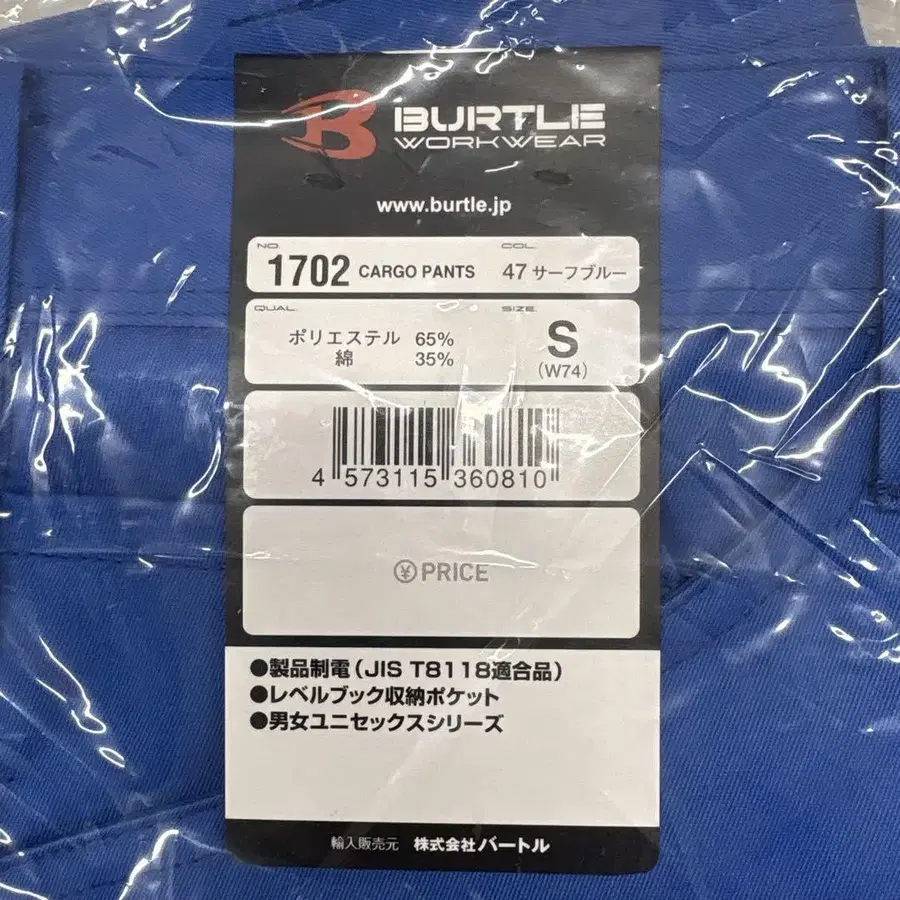 BURTLE
WORKWEAR
www.burtle.jp
NO. COL.
1702 CARGO PANTS 47 サーフブルー
QUAL. SIZE.
ポリエステル 65%
綿 35%
S
(W74)
4 573115 360810
¥ PRICE
●製品制電(JIS T8118適合品)
●レベルブック収納ポケット
●男女ユニセックスシリーズ
輸入販売元 株式会社バートル